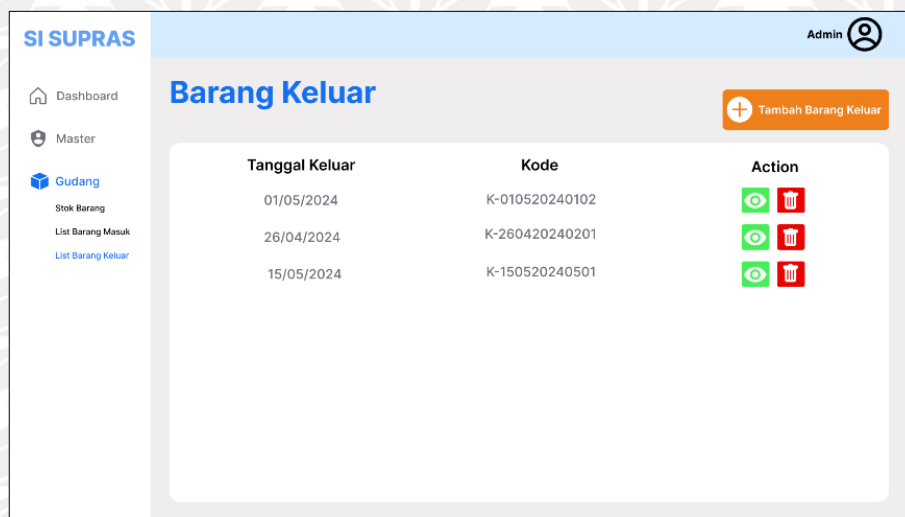 SI SUPRAS
Admin
Dashboard
Master
Gudang
Stok Barang
List Barang Masuk
List Barang Keluar
Barang Keluar
Tambah Barang Keluar
Tanggal Keluar Kode Action
01/05/2024 K-010520240102
26/04/2024 K-260420240201
15/05/2024 K-150520240501